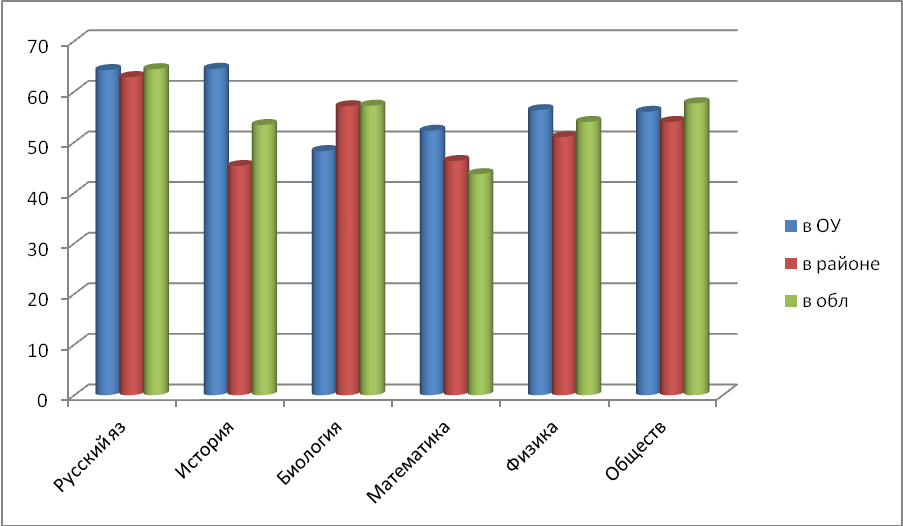 70
60
50
40
30
20
10
0
Русский яз
История
Биология
Математика
Физика
Обществ
в ОУ
в районе
в обл